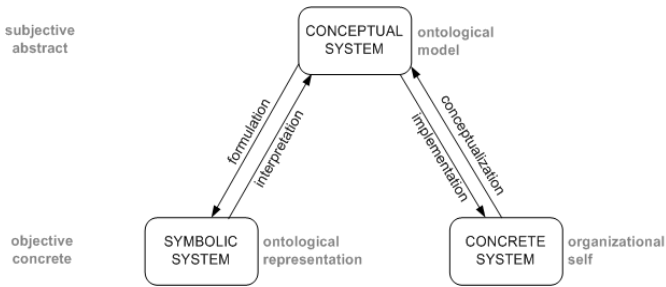 subjective
abstract
CONCEPTUAL
SYSTEM
ontological
model
formulation
interpretation
implementation
conceptualization
objective
concrete
SYMBOLIC
SYSTEM
ontological
representation
CONCRETE
SYSTEM
organizational
self